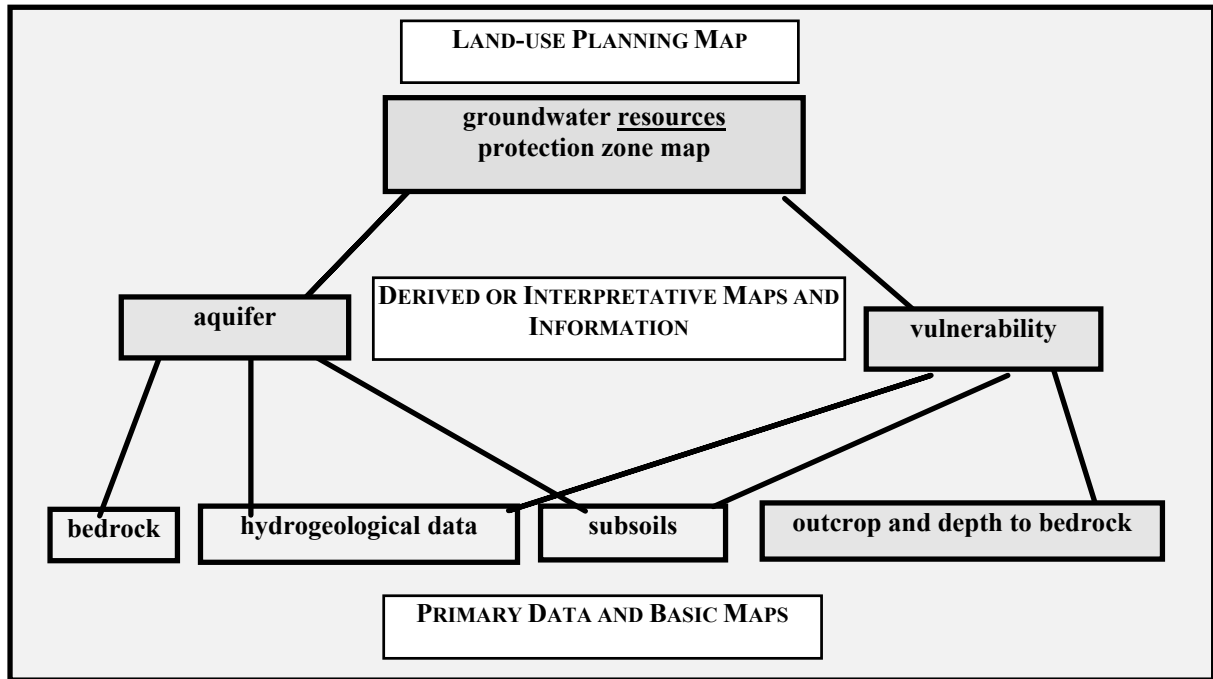 LAND-USE PLANNING MAP
groundwater resources
protection zone map
aquifer
DERIVED OR INTERPRETATIVE MAPS AND
INFORMATION
vulnerability
bedrock
hydrogeological data
subsoils
outcrop and depth to bedrock
PRIMARY DATA AND BASIC MAPS